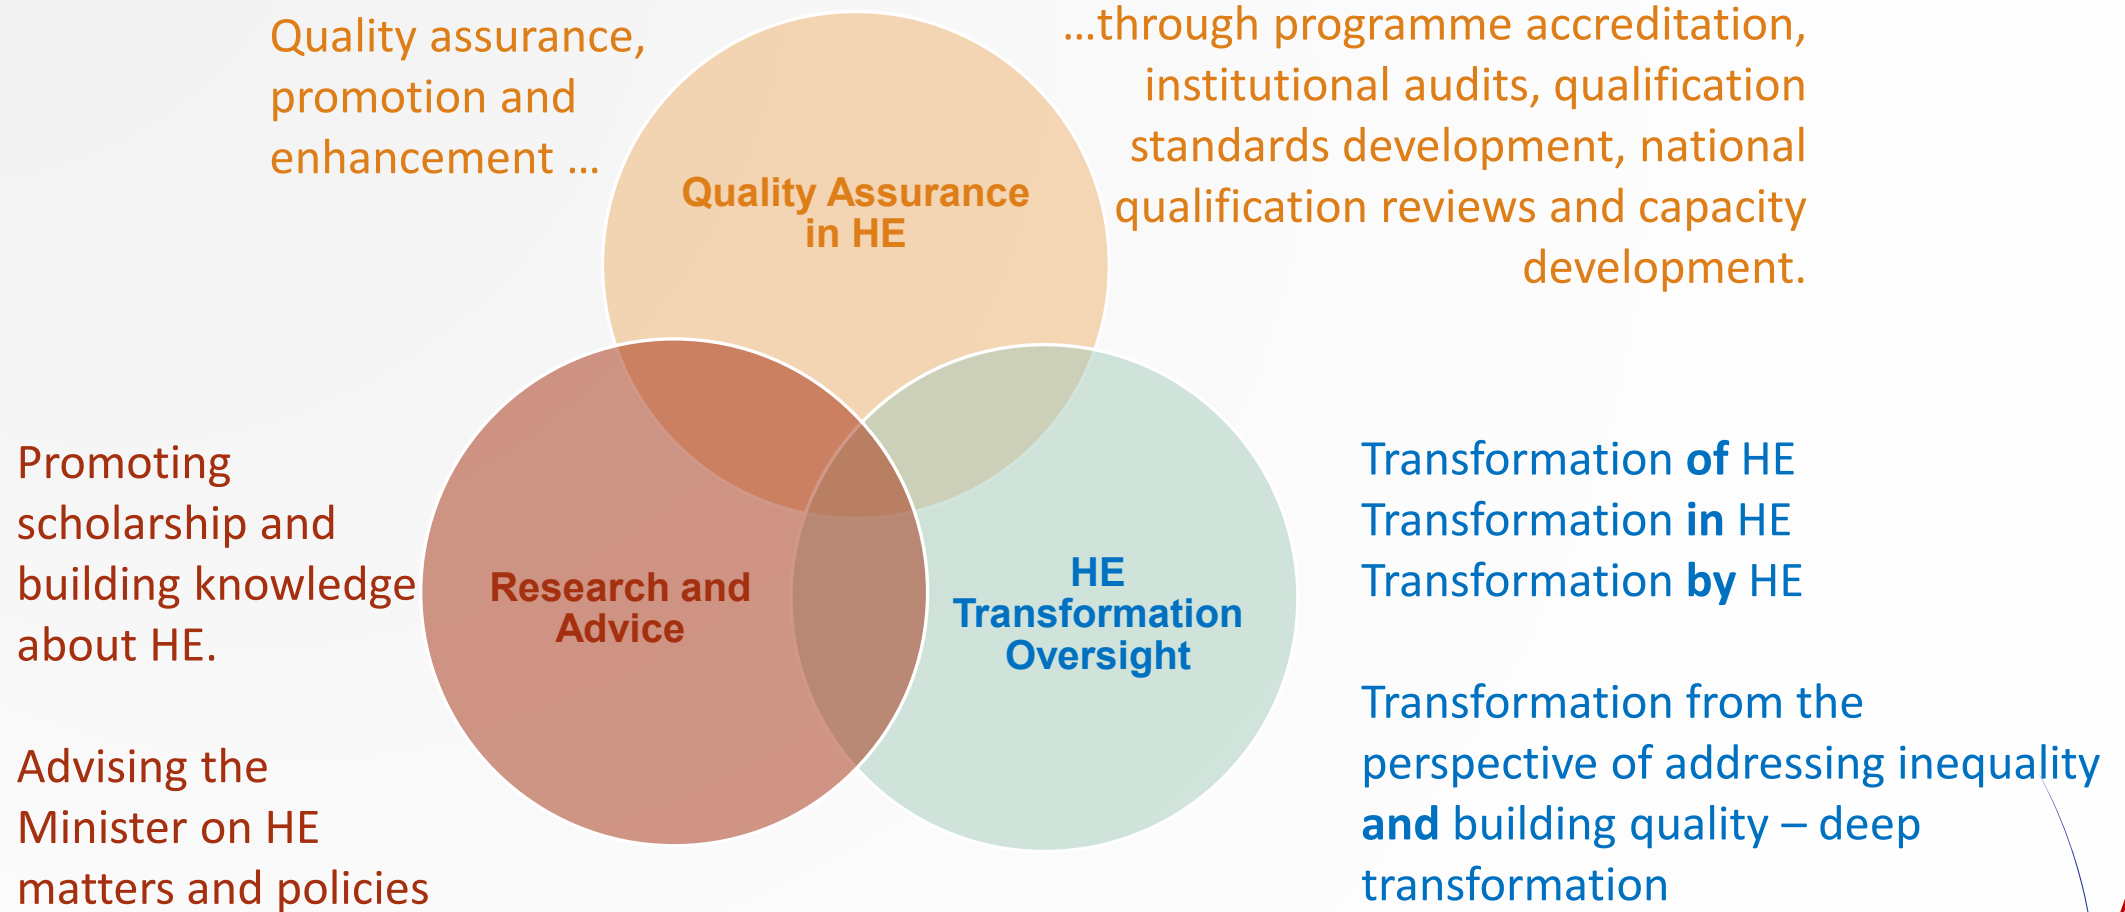 Quality assurance,
promotion and
enhancement ...
...through programme accreditation,
institutional audits, qualification
standards development, national
qualification reviews and capacity
development.
Quality Assurance
in HE
Promoting
scholarship and
building knowledge
about HE.
Advising the
Minister on HE
matters and policies
Research and
Advice
HE
Transformation
Oversight
Transformation of HE
Transformation in HE
Transformation by HE
Transformation from the
perspective of addressing inequality
and building quality – deep
transformation